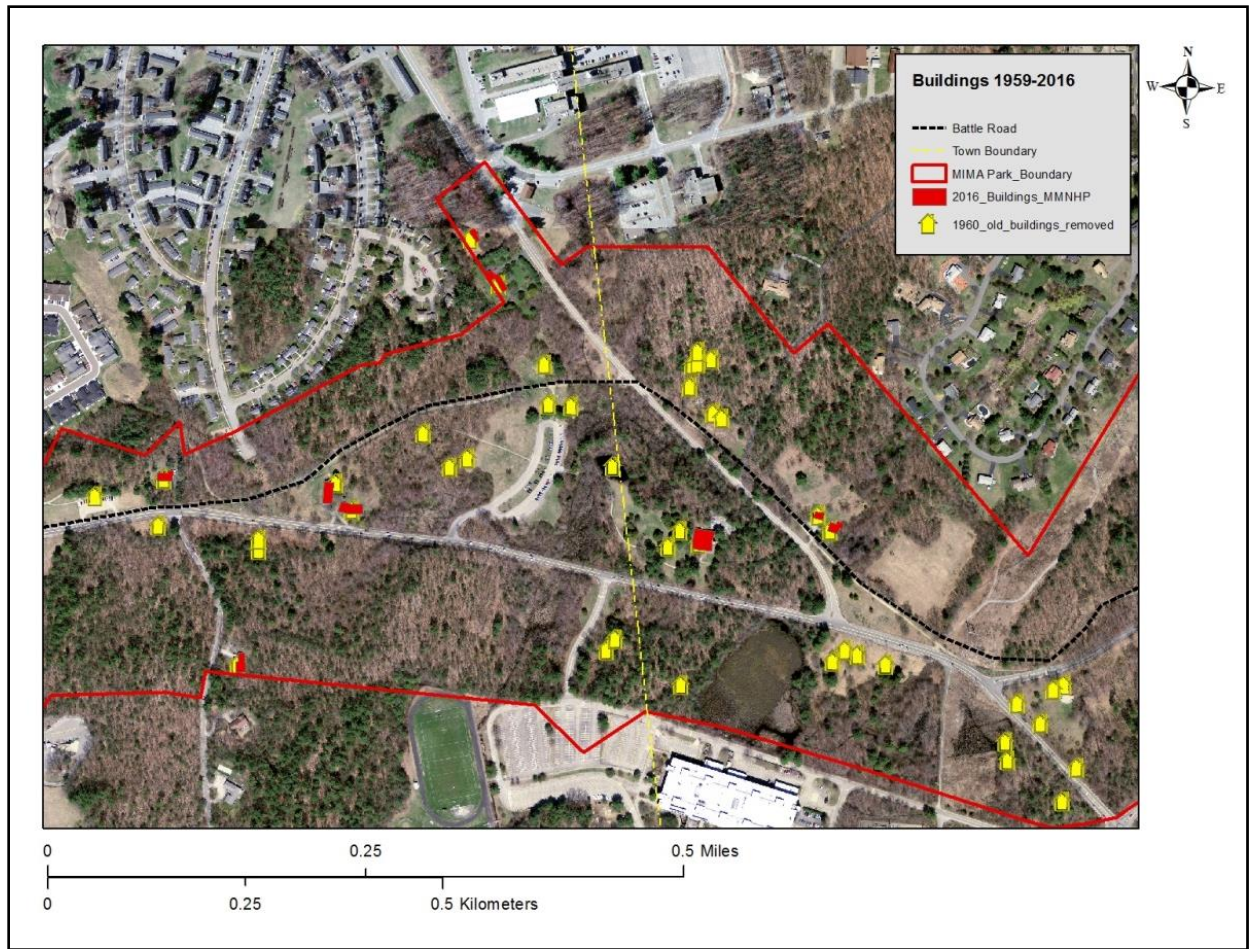 N
W E
S
Buildings 1959-2016
Battle Road
Town Boundary
MIMA Park_Boundary
2016_Buildings_MMNHP
1960_old_buildings_removed
0 0.25 0.5 Miles
0 0.25 0.5 Kilometers